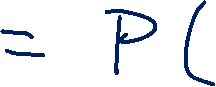 = P (